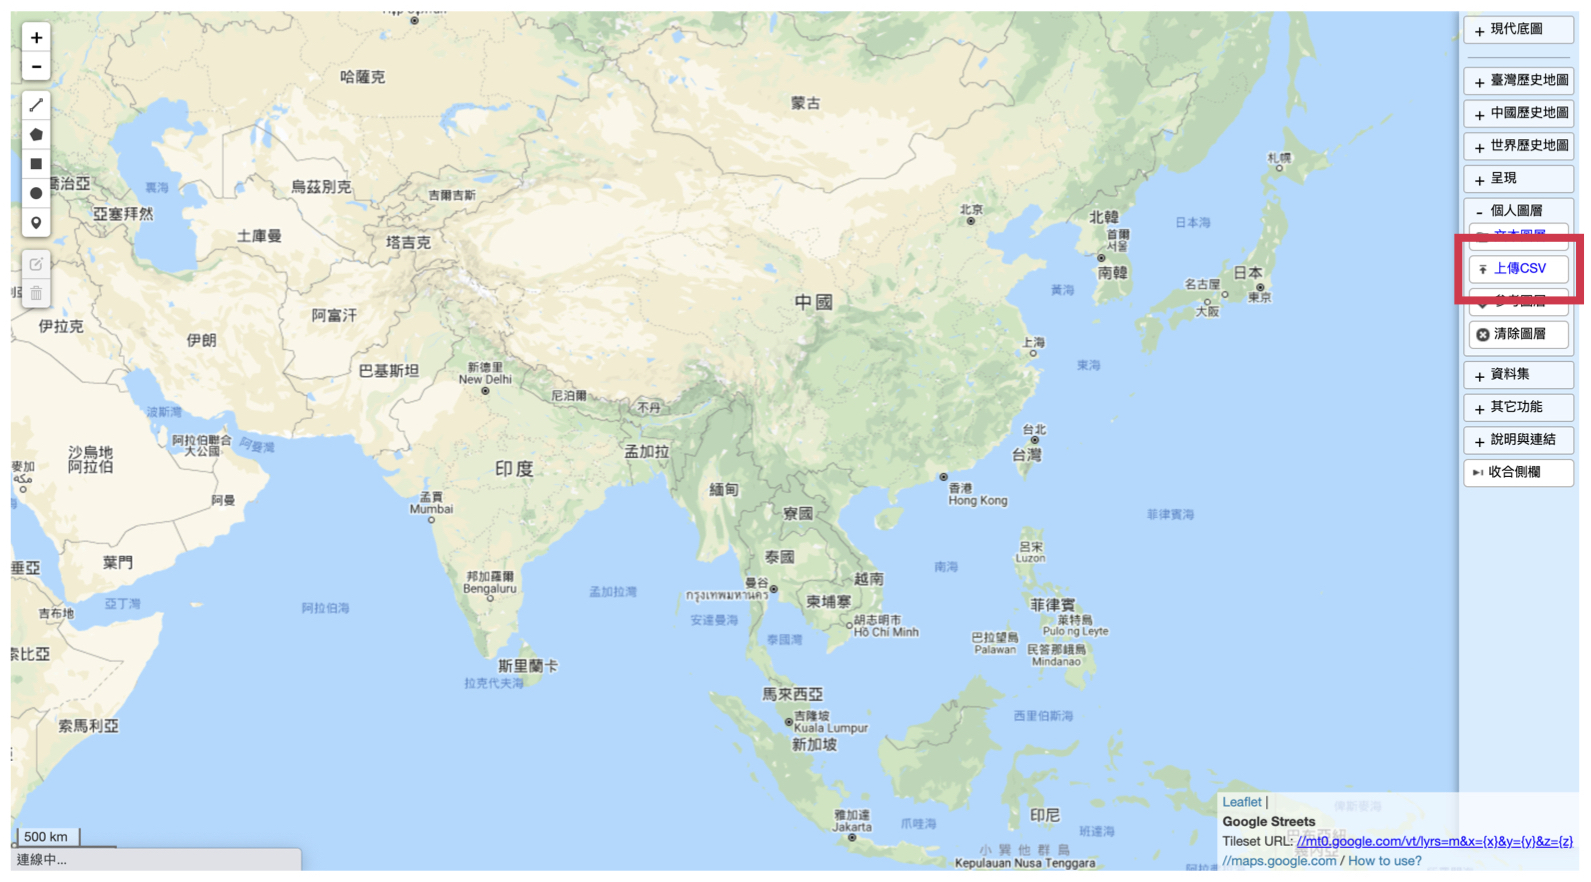 +
−
哈薩克
蒙古
札幌
裏海
烏茲別克
吉爾吉斯
喬治亞
亞塞拜然
土庫曼
塔吉克
北京
北韓
首爾
서울
南韓
日本海
名古屋
日本
東京
大阪
黃海
中國
伊拉克
伊朗
阿富汗
巴基斯坦
新德里
New Delhi
尼泊爾
不丹
上海
東海
波斯灣
阿拉伯聯合
大公國
阿曼灣
沙烏地
阿拉伯
麥加
مكة
阿曼
印度
孟加拉
緬甸
台北
台灣
香港
Hong Kong
孟買
Mumbai
寮國
菲律賓海
葉門
亞丁灣
吉布地
阿拉伯海
邦加羅爾
Bengaluru
孟加拉灣
泰國
曼谷
กรุงเทพมหานคร
安達曼海
越南
柬埔寨
胡志明市
Hồ Chí Minh
泰國灣
南海
呂宋
Luzon
菲律賓
萊特島
Pulo ng Leyte
巴拉望島
Palawan
民答那峨島
Mindanao
斯里蘭卡
拉克代夫海
索馬利亞
馬來西亞
吉隆坡
Kuala Lumpur
新加坡
西里伯斯海
雅加達
Jakarta
爪哇海
印尼
班達海
小巽他群島
Kepulauan Nusa Tenggara
俾斯麥海
500 km
連線中...
+ 現代底圖
+ 臺灣歷史地圖
+ 中國歷史地圖
+ 世界歷史地圖
+ 呈現
- 個人圖層
文本圖層
上傳CSV
參考圖層
清除圖層
+ 資料集
+ 其它功能
+ 說明與連結
收合側欄
Leaflet |
Google Streets
Tileset URL: //mt0.google.com/vt/lyrs=m&x={x}&y={y}&z={z}
//maps.google.com / How to use?